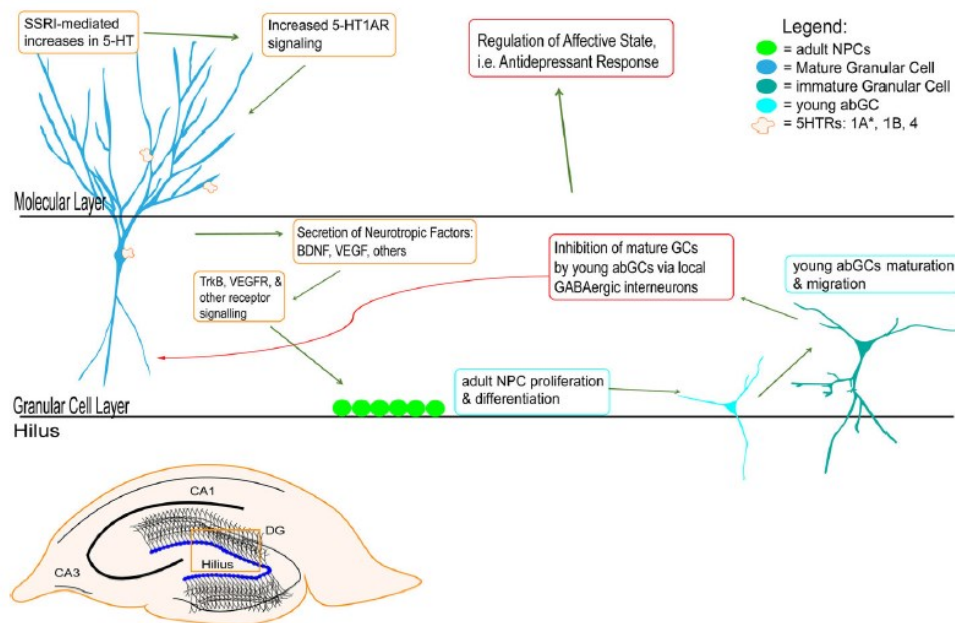 SSRI-mediated
increases in 5-HT
Increased 5-HT1AR
signaling
Regulation of Affective State,
i.e. Antidepressant Response
Legend:
= adult NPCs
= Mature Granular Cell
= immature Granular Cell
= young abGC
= 5HTRs: 1A*, 1B, 4
Molecular Layer
Secretion of Neurotropic Factors:
BDNF, VEGF, others
Inhibition of mature GCs
by young abGCs via local
GABAergic interneurons
young abGCs maturation
& migration
TrkB, VEGFR, &
other receptor
signalling
adult NPC proliferation
& differentiation
Granular Cell Layer
Hilus
CA1
DG
Hilius
CA3